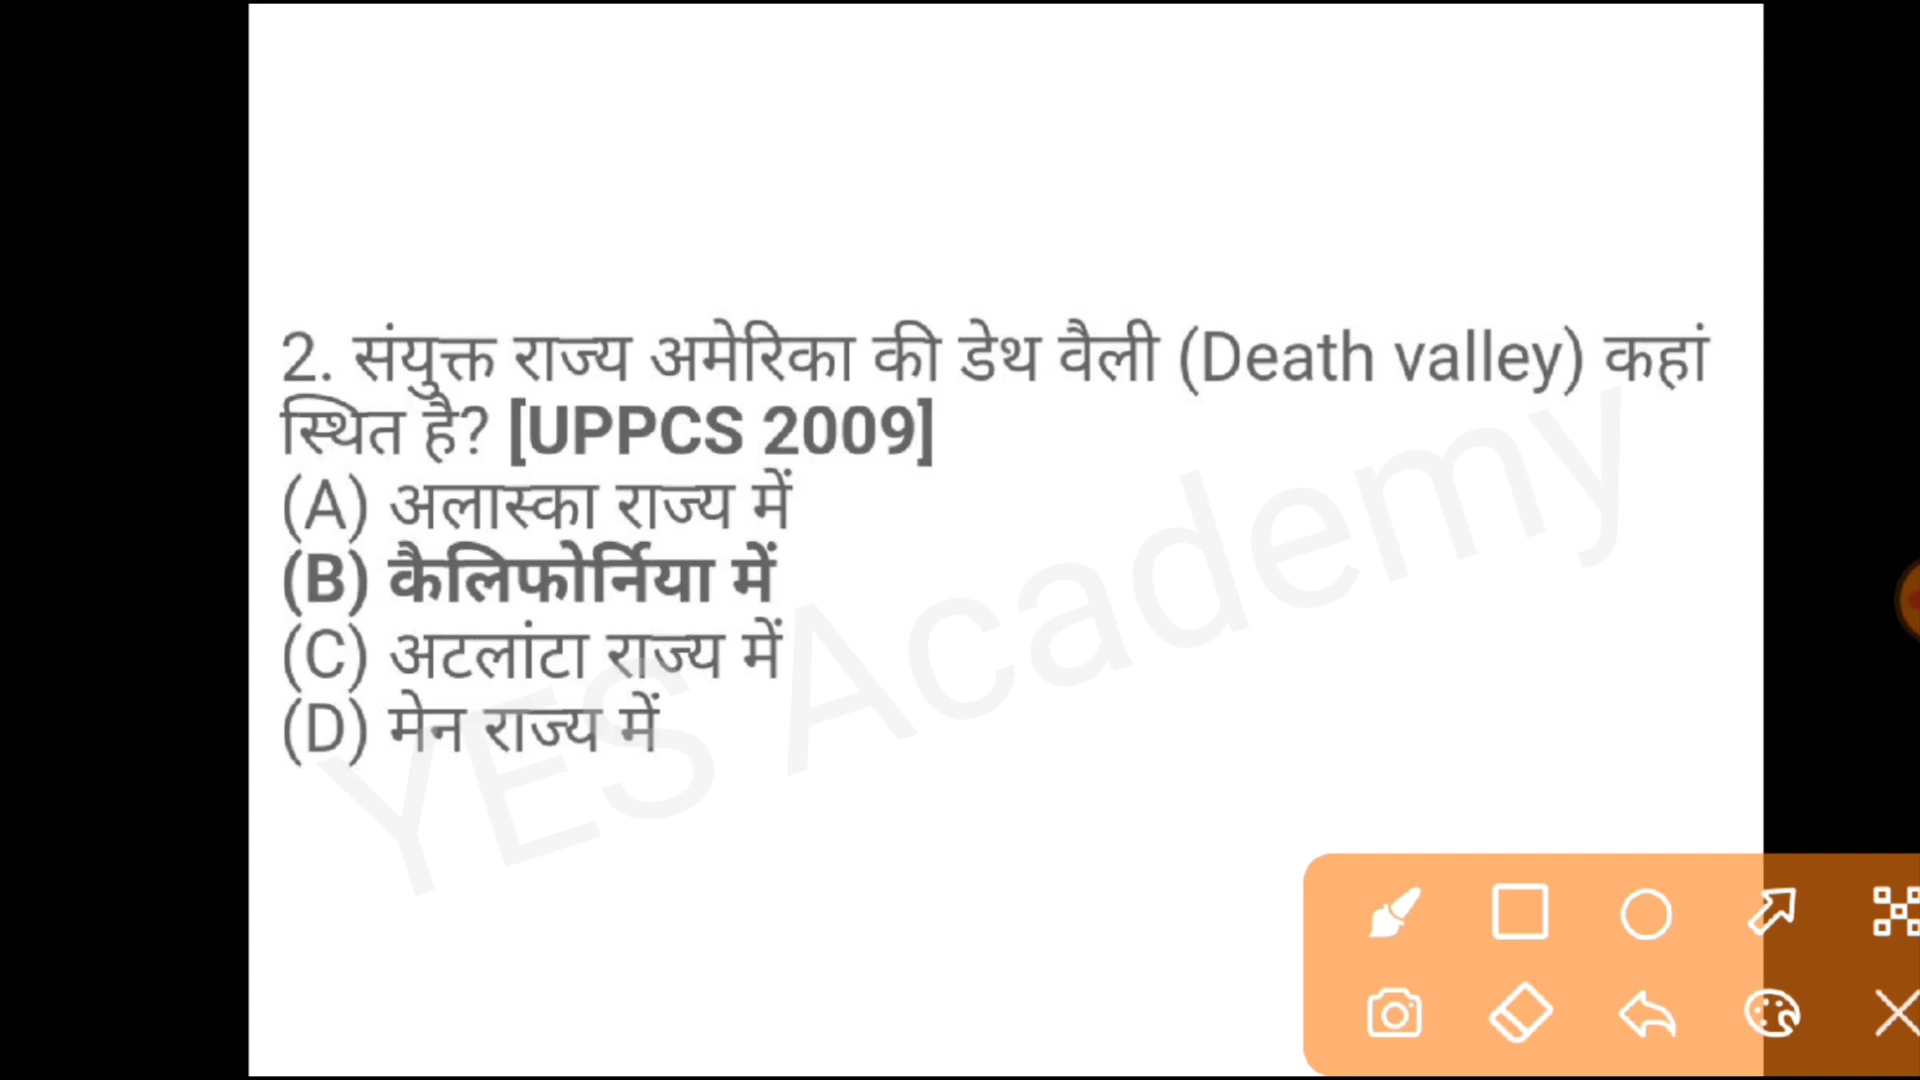 2. संयुक्त राज्य अमेरिका की डेथ वैली (Death valley) कहां
स्थित है? [UPPCS 2009]
(A) अलास्का राज्य में
(B) कैलिफोर्निया में
(C) अटलांटा राज्य में
(D) मेन राज्य में
YES Academy